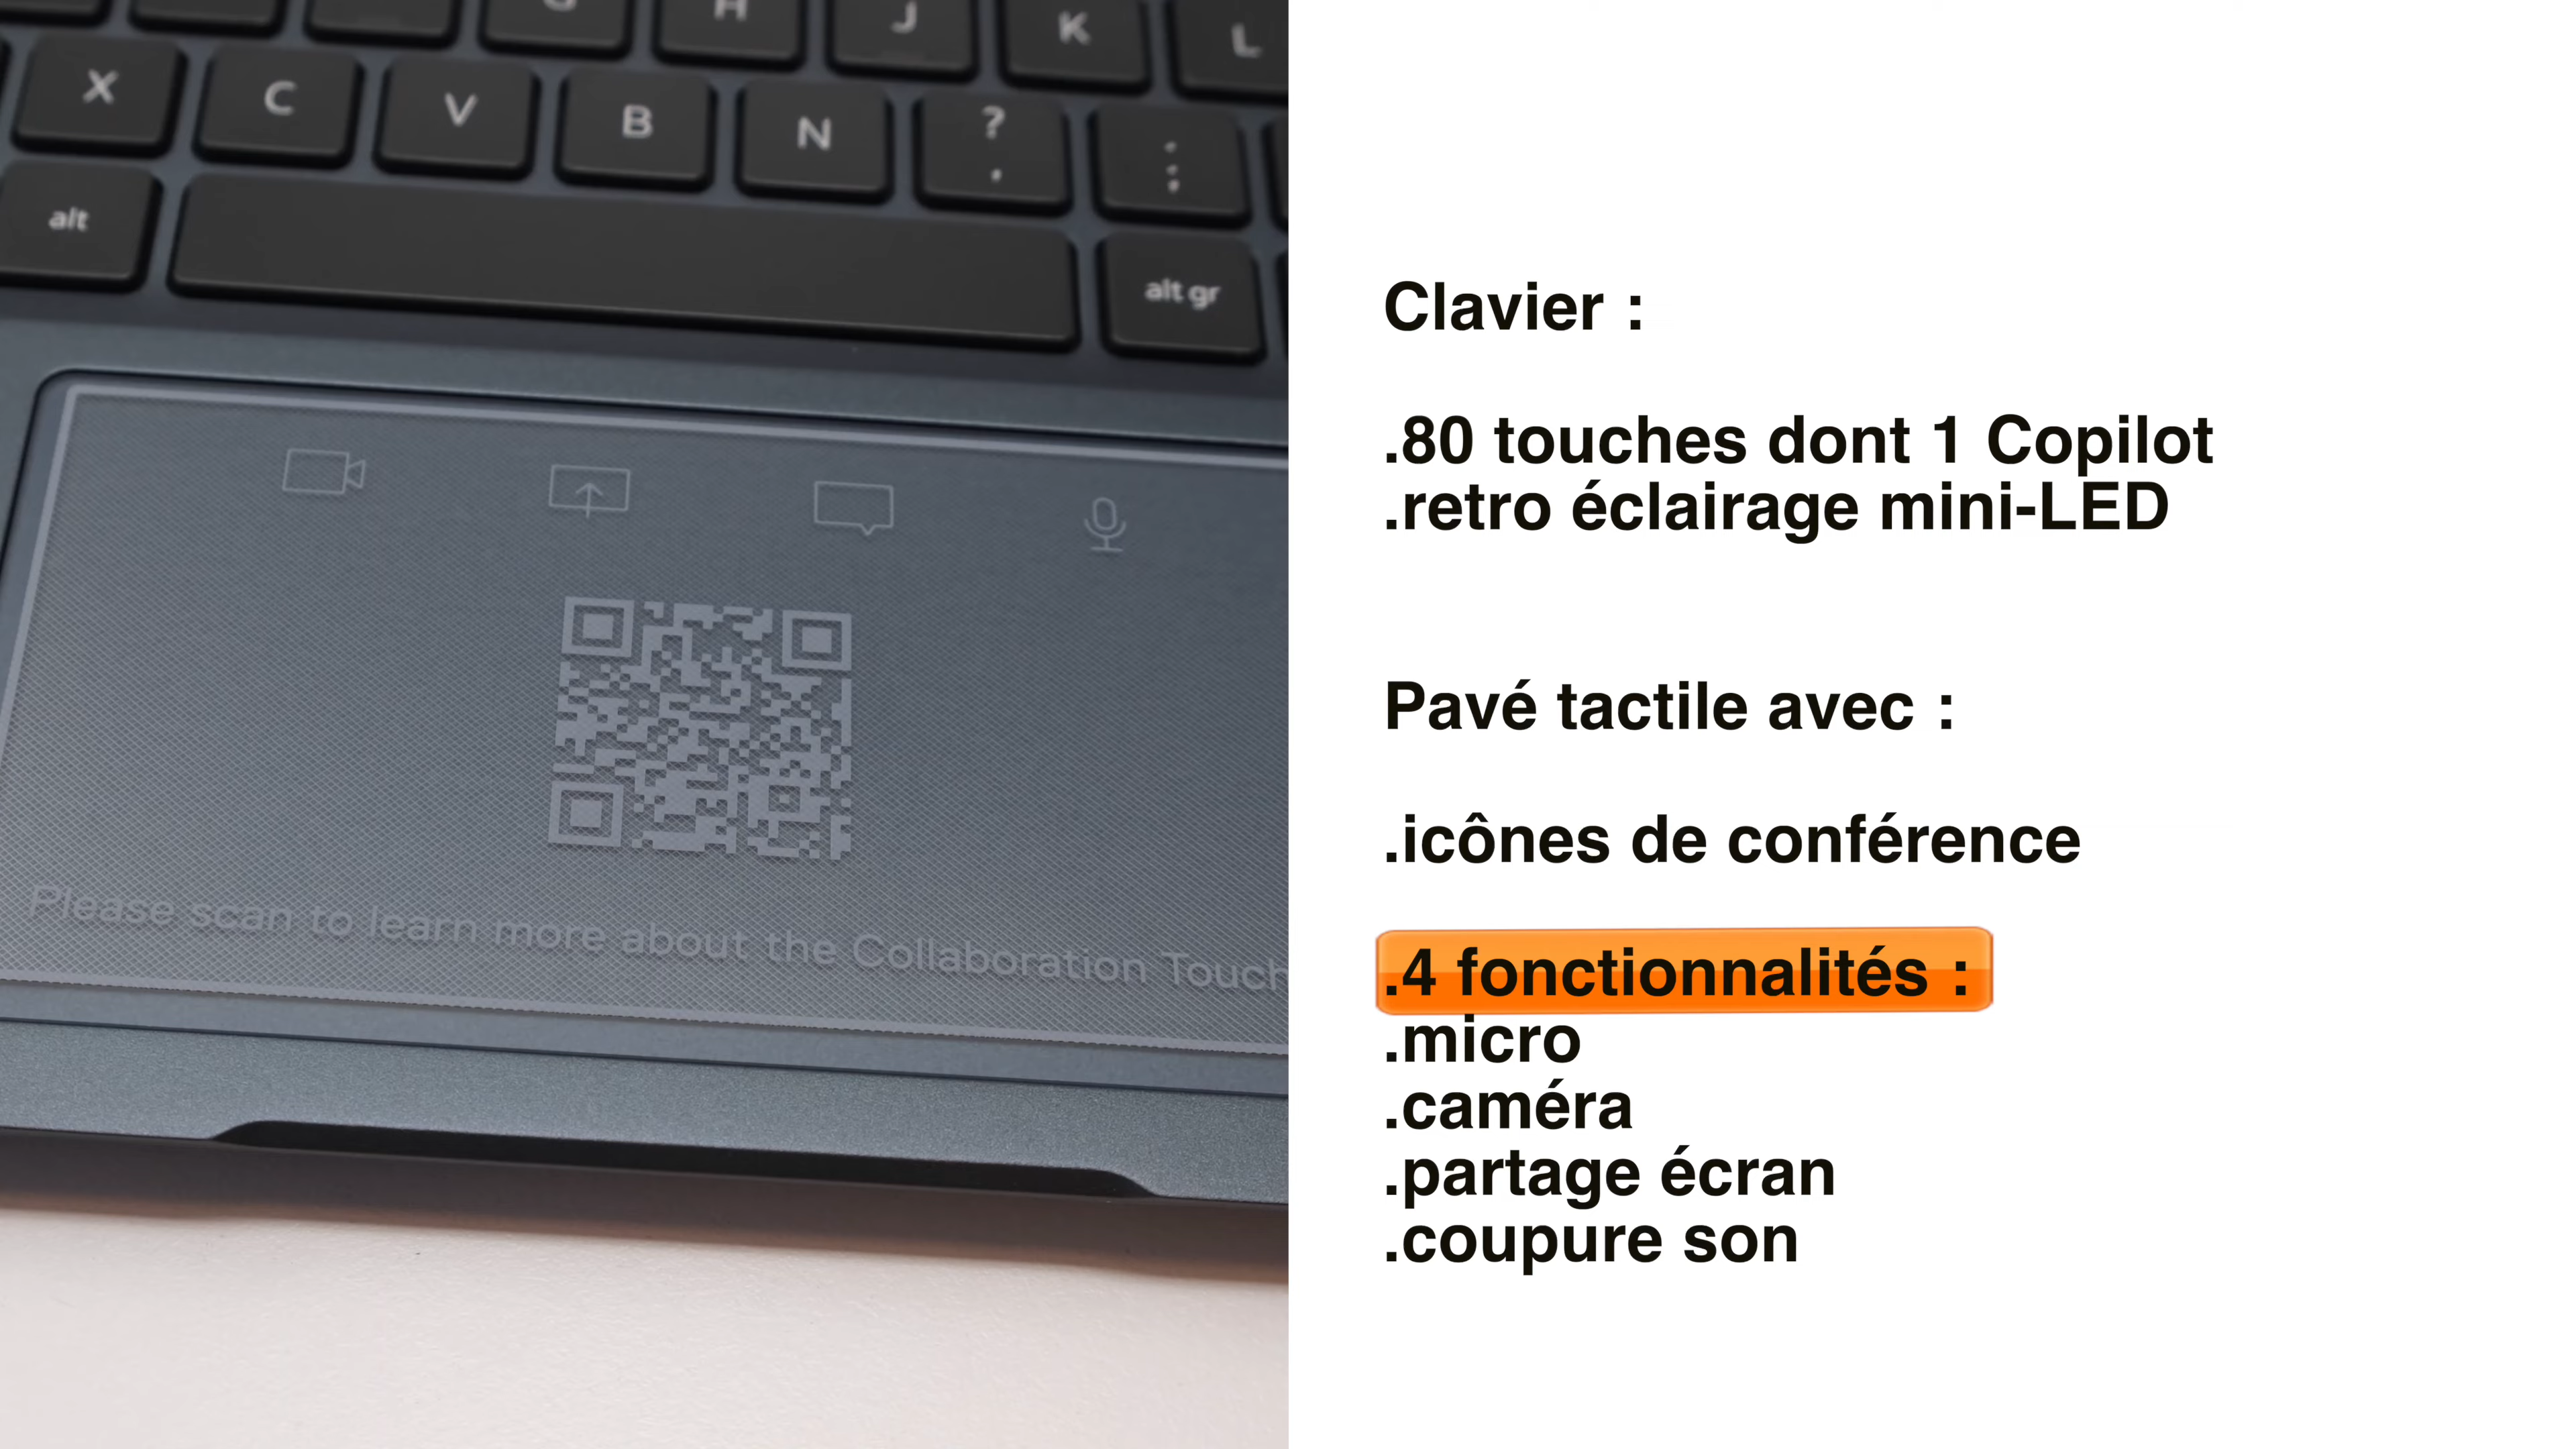 G H J K L
X C V B N ? , . ;
alt alt gr
Please scan to learn more about the Collaboration Touch
Clavier :
.80 touches dont 1 Copilot
.retro éclairage mini-LED
Pavé tactile avec :
.icônes de conférence
.4 fonctionnalités :
.micro
.caméra
.partage écran
.coupure son